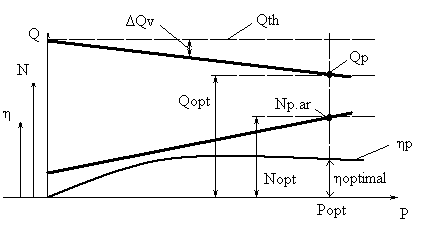 ΔQv
Qth
Q
Qp
N
Qopt
Np.ar
η
ηp
Nopt
ηoptimal
Popt
P